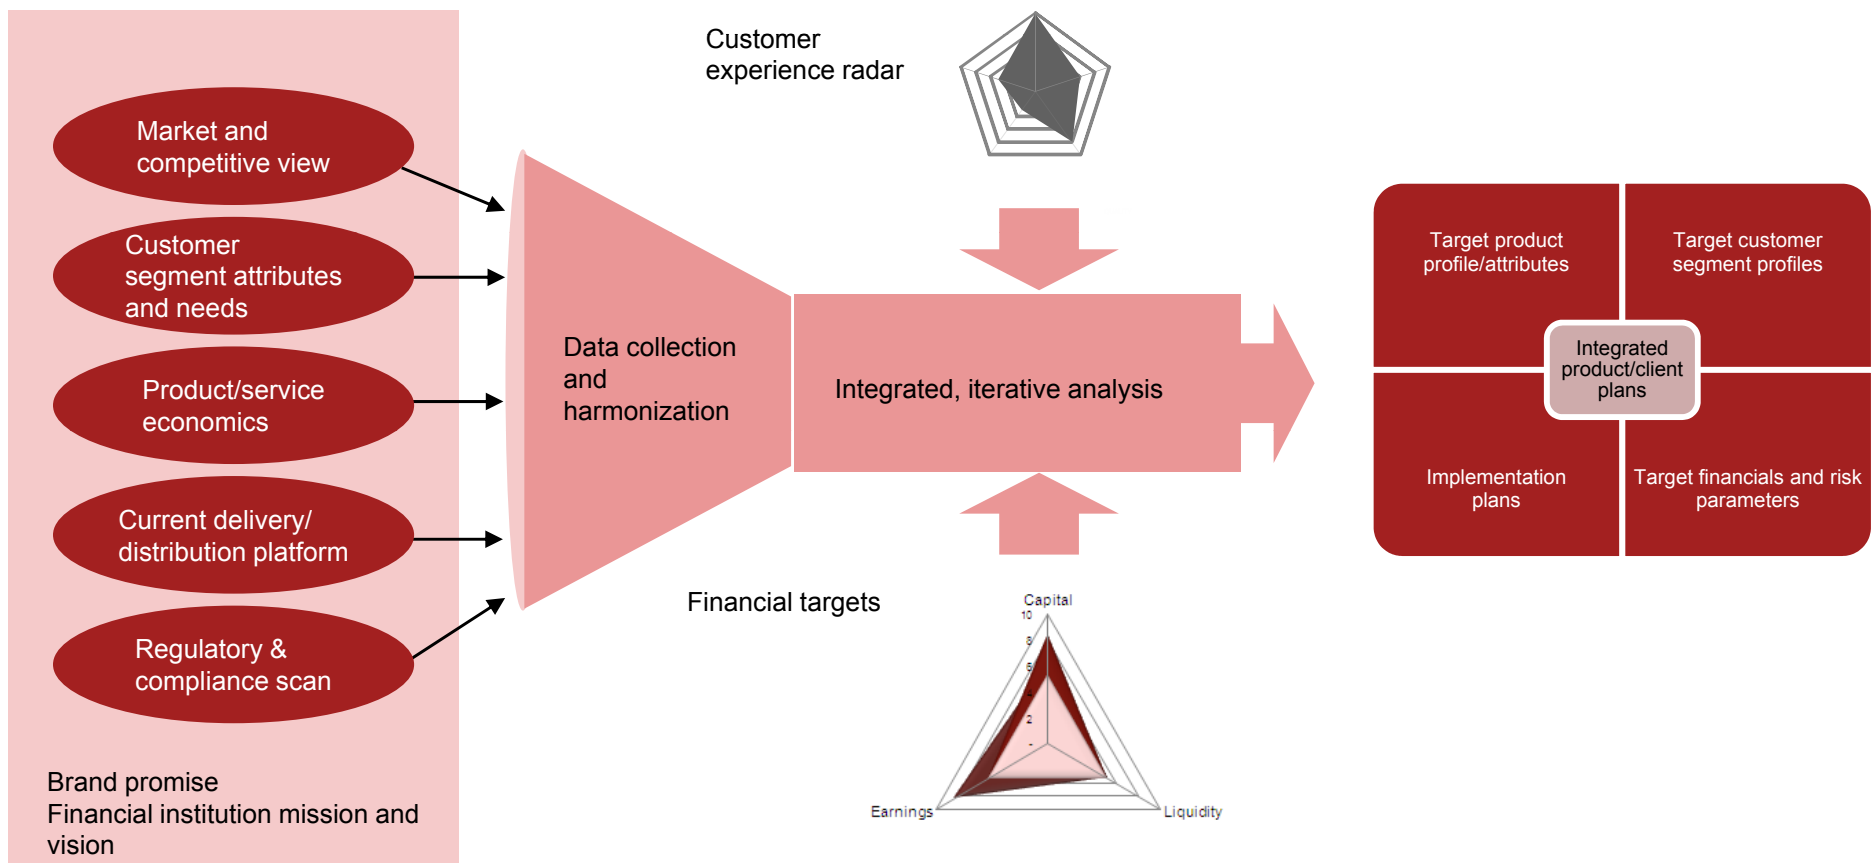 Market and
competitive view
Customer
segment attributes
and needs
Product/service
economics
Current delivery/
distribution platform
Regulatory &
compliance scan
Brand promise
Financial institution mission and
vision
Data collection
and
harmonization
Customer
experience radar
Integrated, iterative analysis
Financial targets
Capital
10
8
6
4
2
-
Earnings
Liquidity
Target product
profile/attributes
Target customer
segment profiles
Integrated
product/client
plans
Implementation
plans
Target financials and risk
parameters